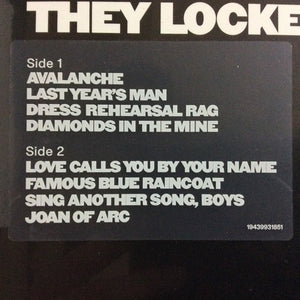 THEY LOCKE
Side 1
AVALANCHE
LAST YEAR'S MAN
DRESS REHEARSAL RAG
DIAMONDS IN THE MINE
Side 2
LOVE CALLS YOU BY YOUR NAME
FAMOUS BLUE RAINCOAT
SING ANOTHER SONG, BOYS
JOAN OF ARC
19439931651